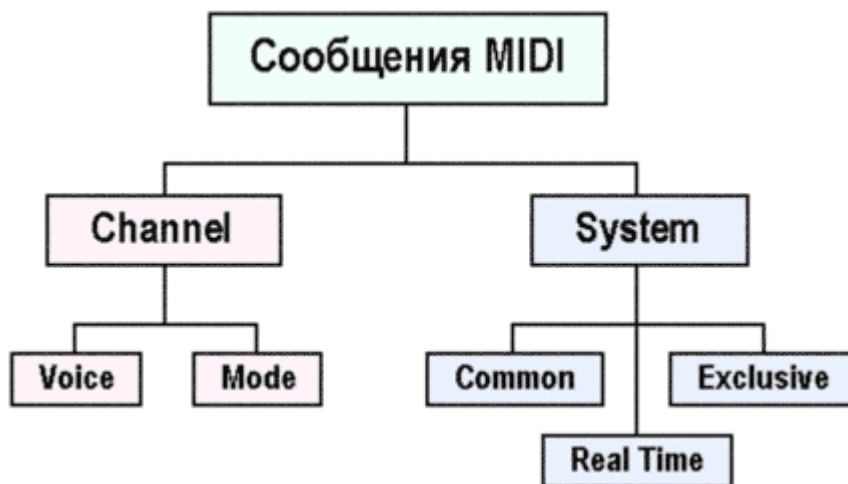 Сообщения MIDI
Channel
System
Voice
Mode
Common
Exclusive
Real Time